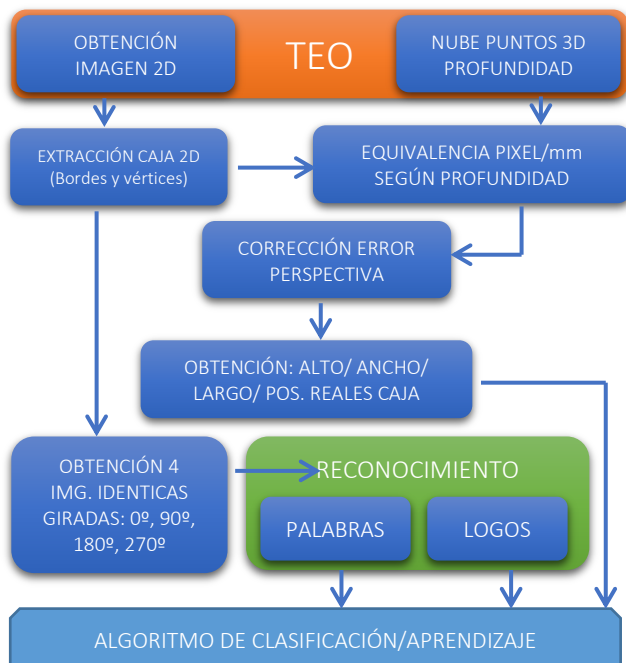 OBTENCIÓN
IMAGEN 2D
TEO
NUBE PUNTOS 3D
PROFUNDIDAD
EXTRACCIÓN CAJA 2D
(Bordes y vértices)
EQUIVALENCIA PIXEL/mm
SEGÚN PROFUNDIDAD
CORRECCIÓN ERROR
PERSPECTIVA
OBTENCIÓN: ALTO/ ANCHO/
LARGO/ POS. REALES CAJA
OBTENCIÓN 4
IMG. IDENTICAS
GIRADAS: 0º, 90º,
180º, 270º
RECONOCIMIENTO
PALABRAS
LOGOS
ALGORITMO DE CLASIFICACIÓN/APRENDIZAJE